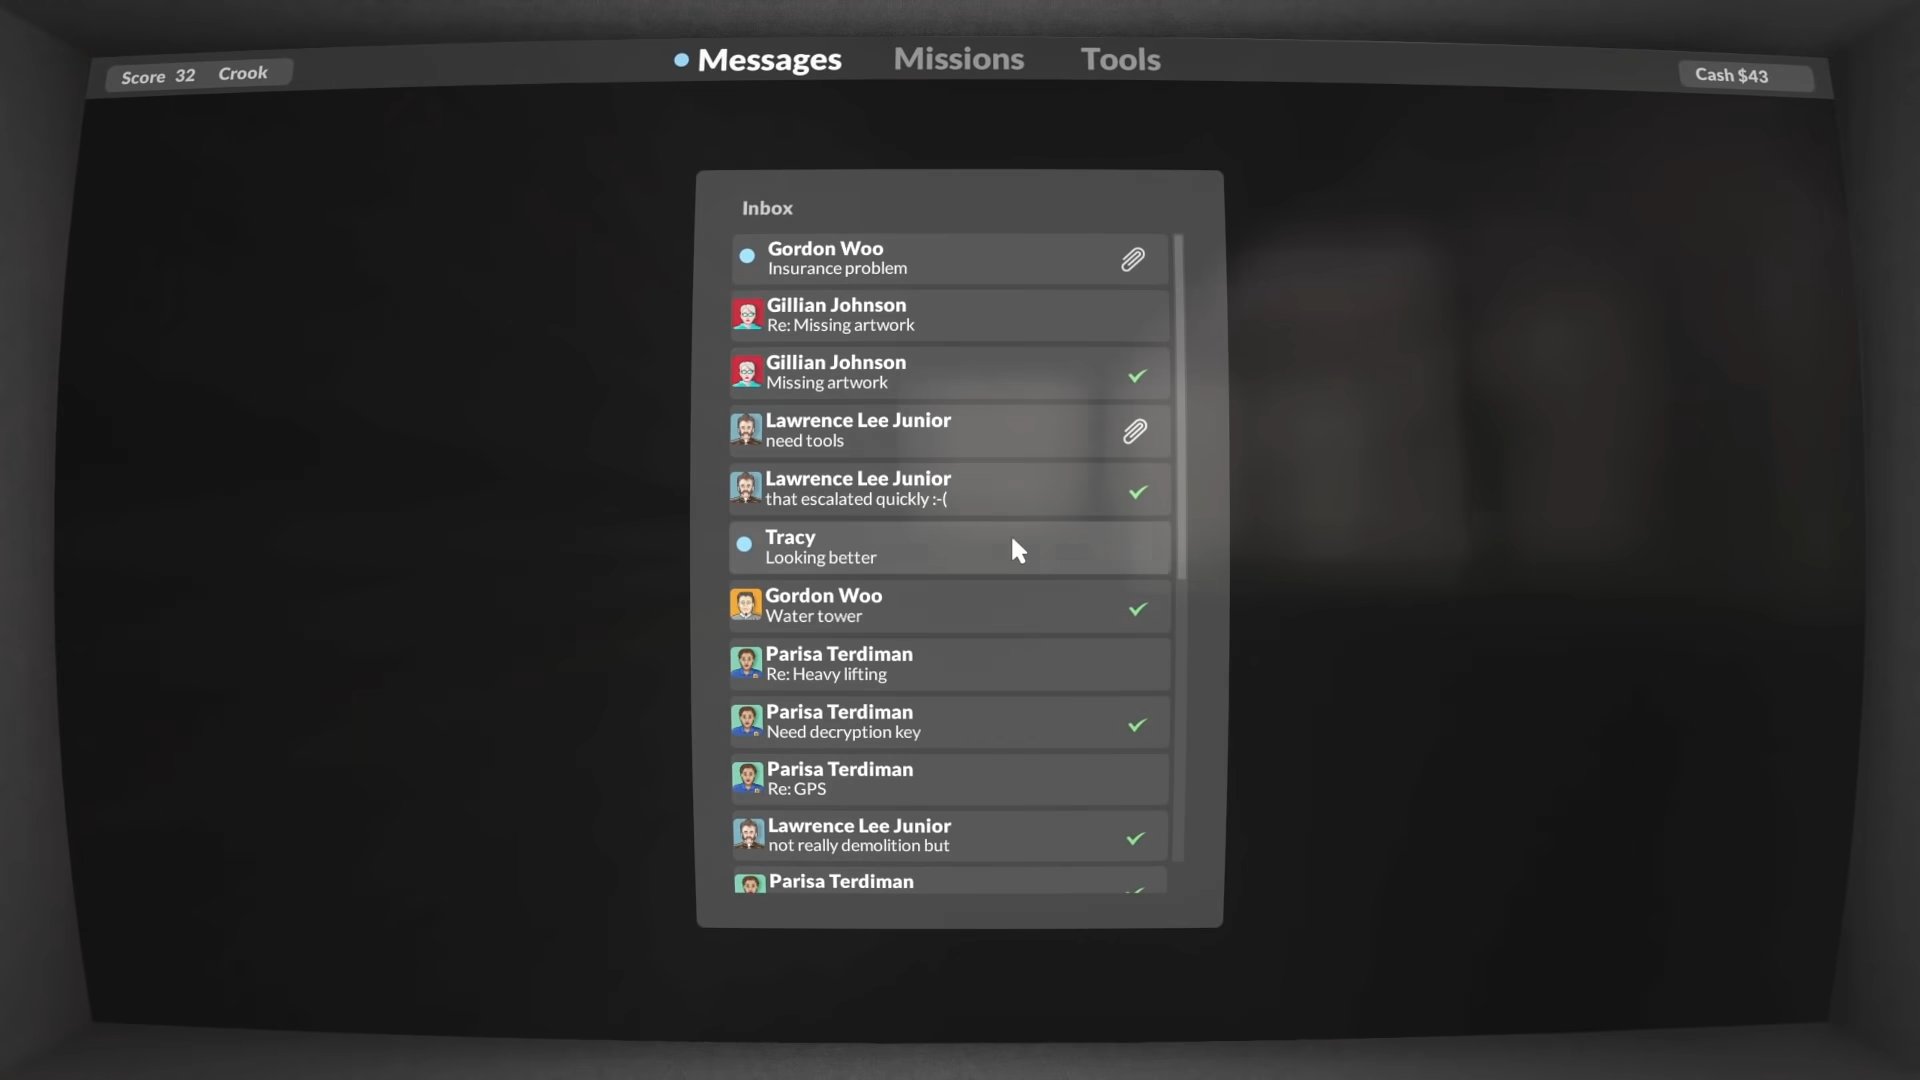 Score 32 Crook
Messages Missions Tools
Cash $43
Inbox
Gordon Woo
Insurance problem
Gillian Johnson
Re: Missing artwork
Gillian Johnson
Missing artwork
Lawrence Lee Junior
need tools
Lawrence Lee Junior
that escalated quickly :-(
Tracy
Looking better
Gordon Woo
Water tower
Parisa Terdiman
Re: Heavy lifting
Parisa Terdiman
Need decryption key
Parisa Terdiman
Re: GPS
Lawrence Lee Junior
not really demolition but
Parisa Terdiman